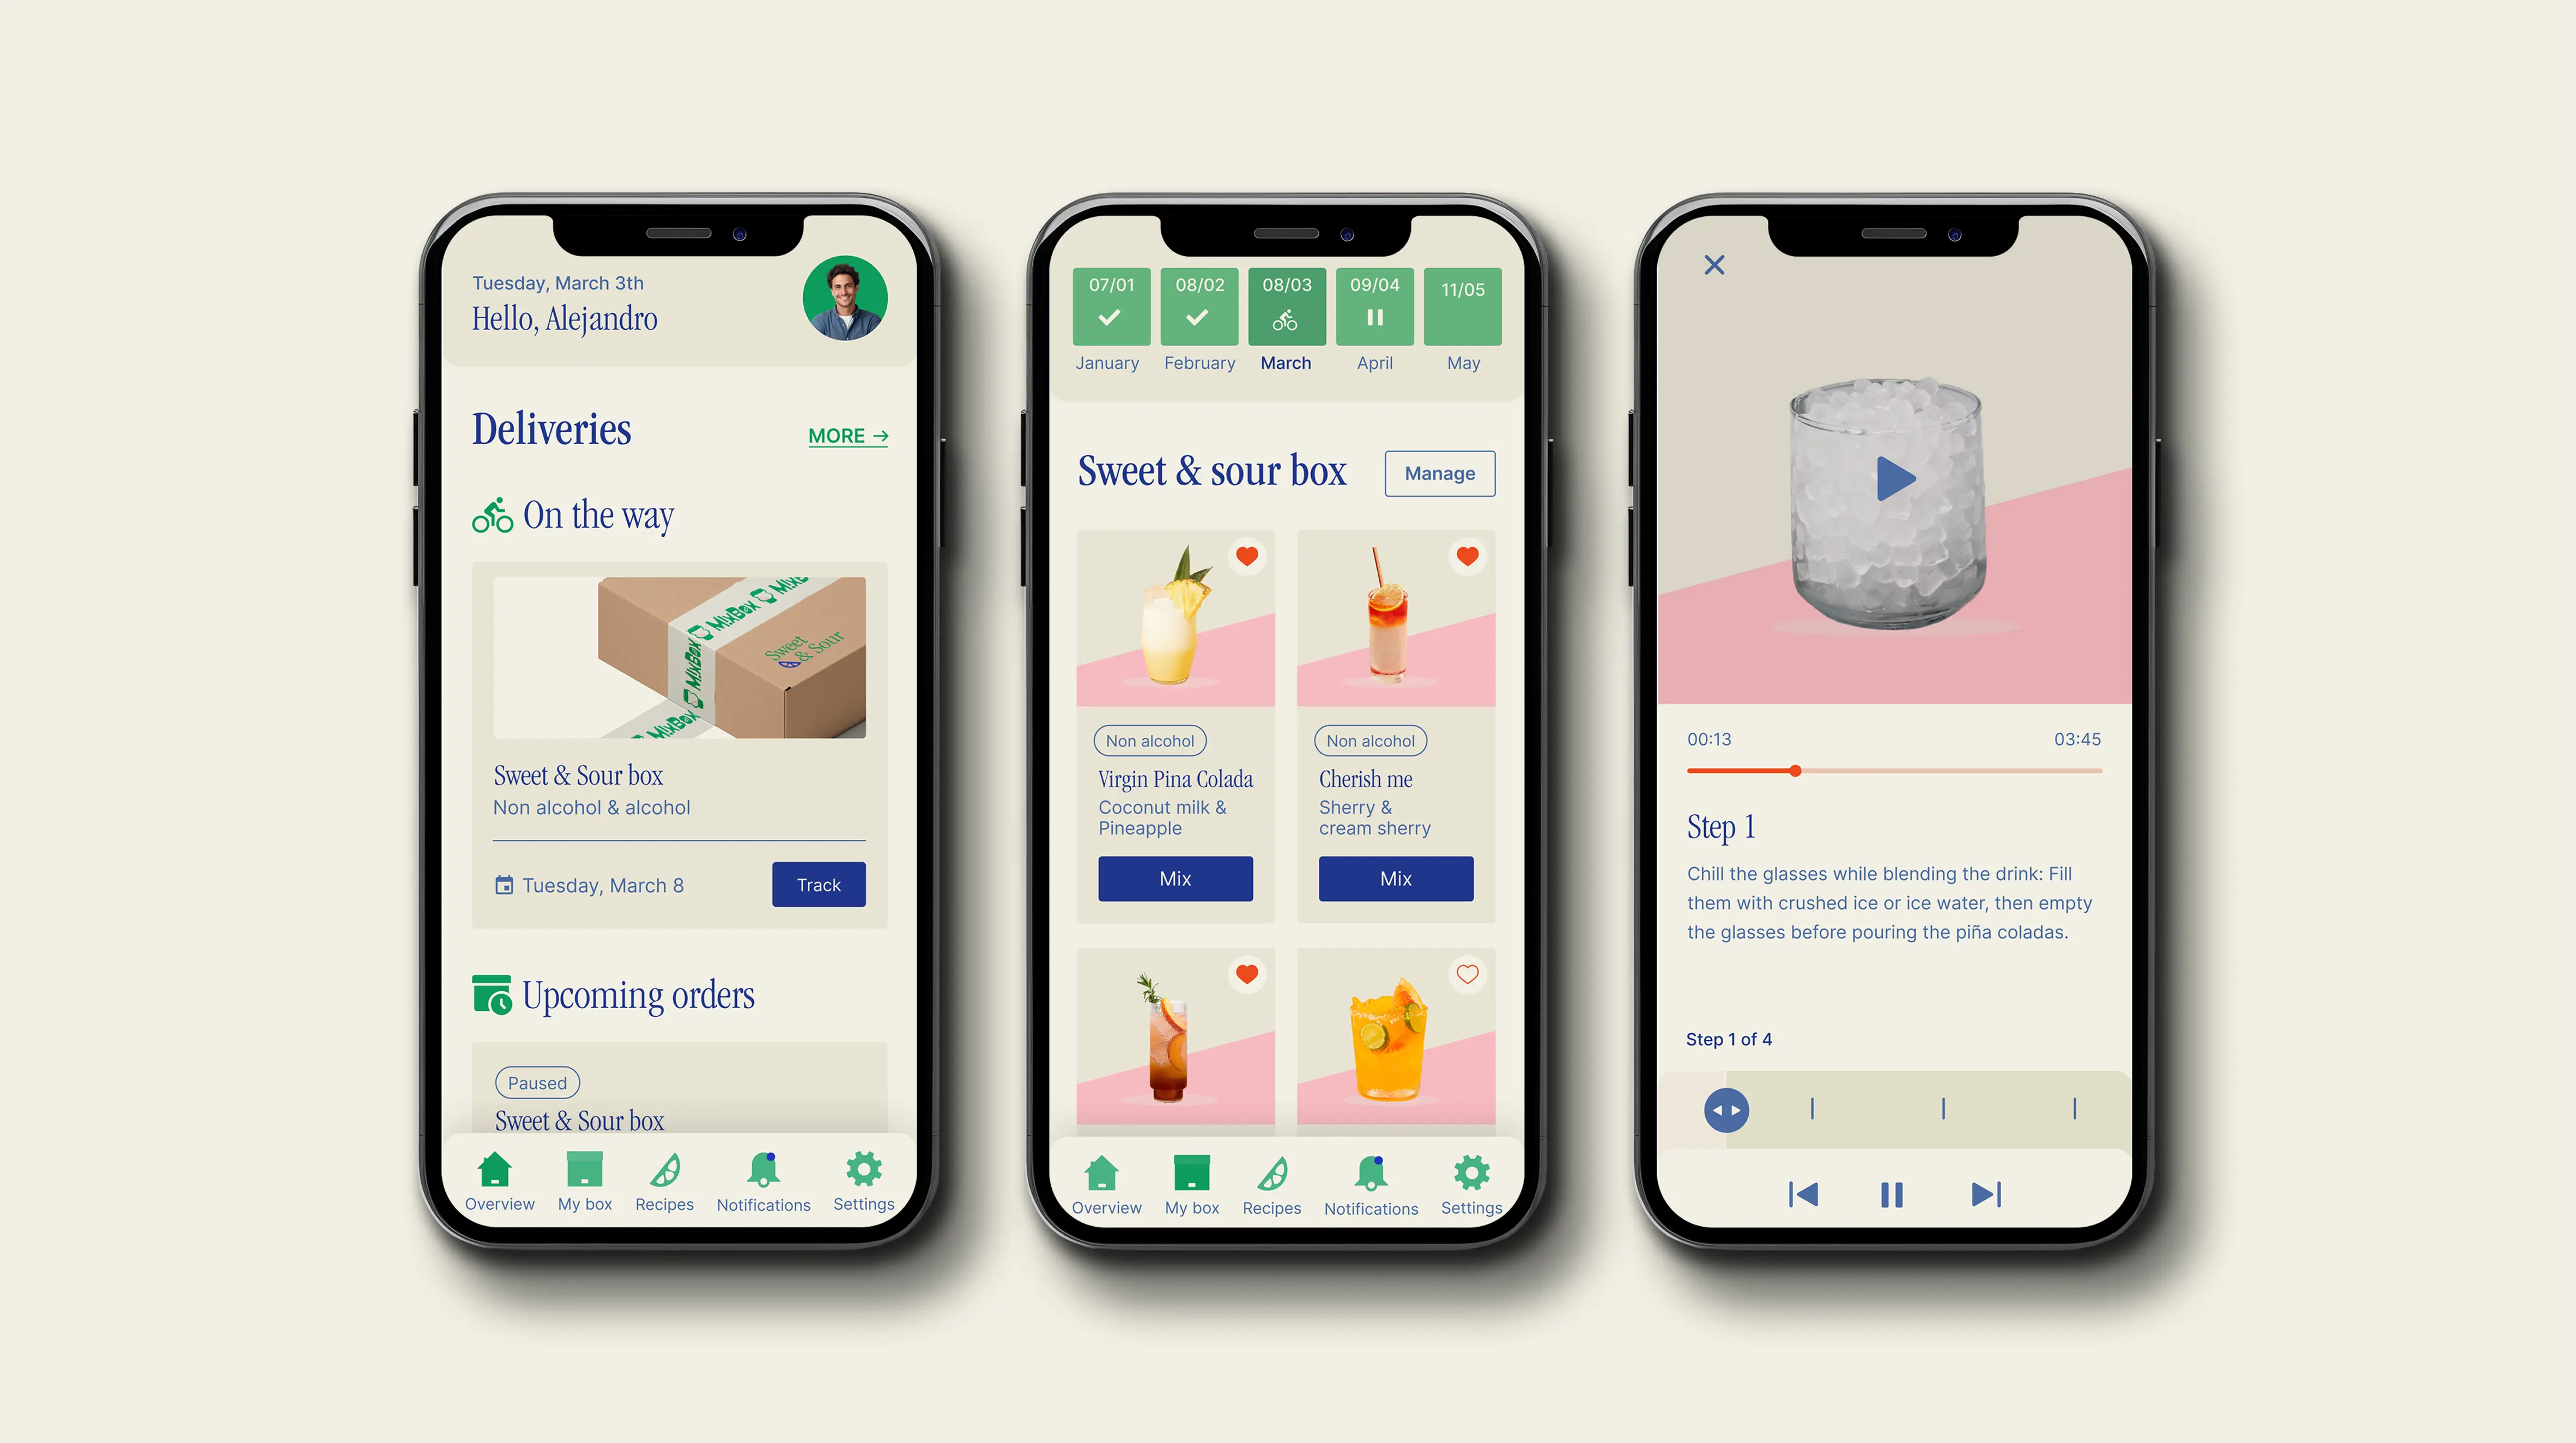 Tuesday, March 3th
Hello, Alejandro
Deliveries
MORE →
On the way
MixBox MixB
MixBox
MixBox
Sweet
& Sour
Sweet & Sour box
Non alcohol & alcohol
Tuesday, March 8
Track
Upcoming orders
Paused
Sweet & Sour box
Overview
My box
Recipes
Notifications
Settings
07/01
08/02
08/03
09/04
11/05
January
February
March
April
May
Sweet & sour box
Manage
Non alcohol
Virgin Pina Colada
Coconut milk &
Pineapple
Mix
Non alcohol
Cherish me
Sherry &
cream sherry
Mix
Overview
My box
Recipes
Notifications
Settings
00:13
03:45
Step 1
Chill the glasses while blending the drink: Fill
them with crushed ice or ice water, then empty
the glasses before pouring the piña coladas.
Step 1 of 4